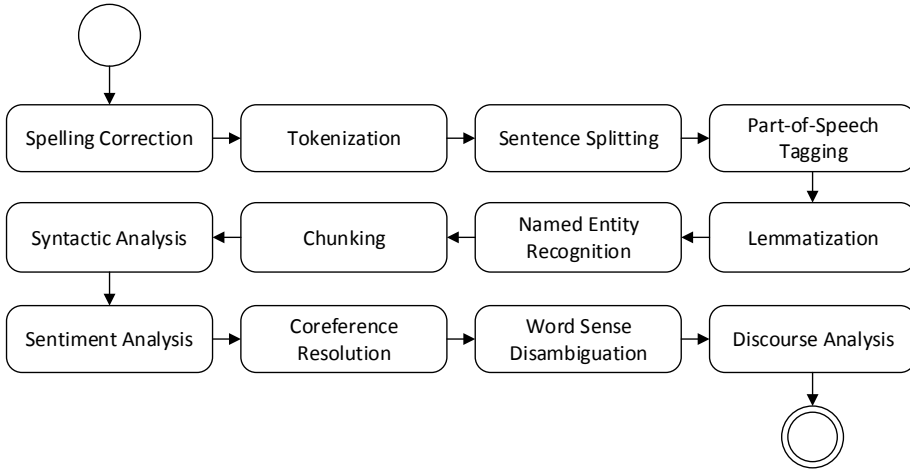 Spelling Correction
Tokenization
Sentence Splitting
Part-of-Speech
Tagging
Syntactic Analysis
Chunking
Named Entity
Recognition
Lemmatization
Sentiment Analysis
Coreference
Resolution
Word Sense
Disambiguation
Discourse Analysis